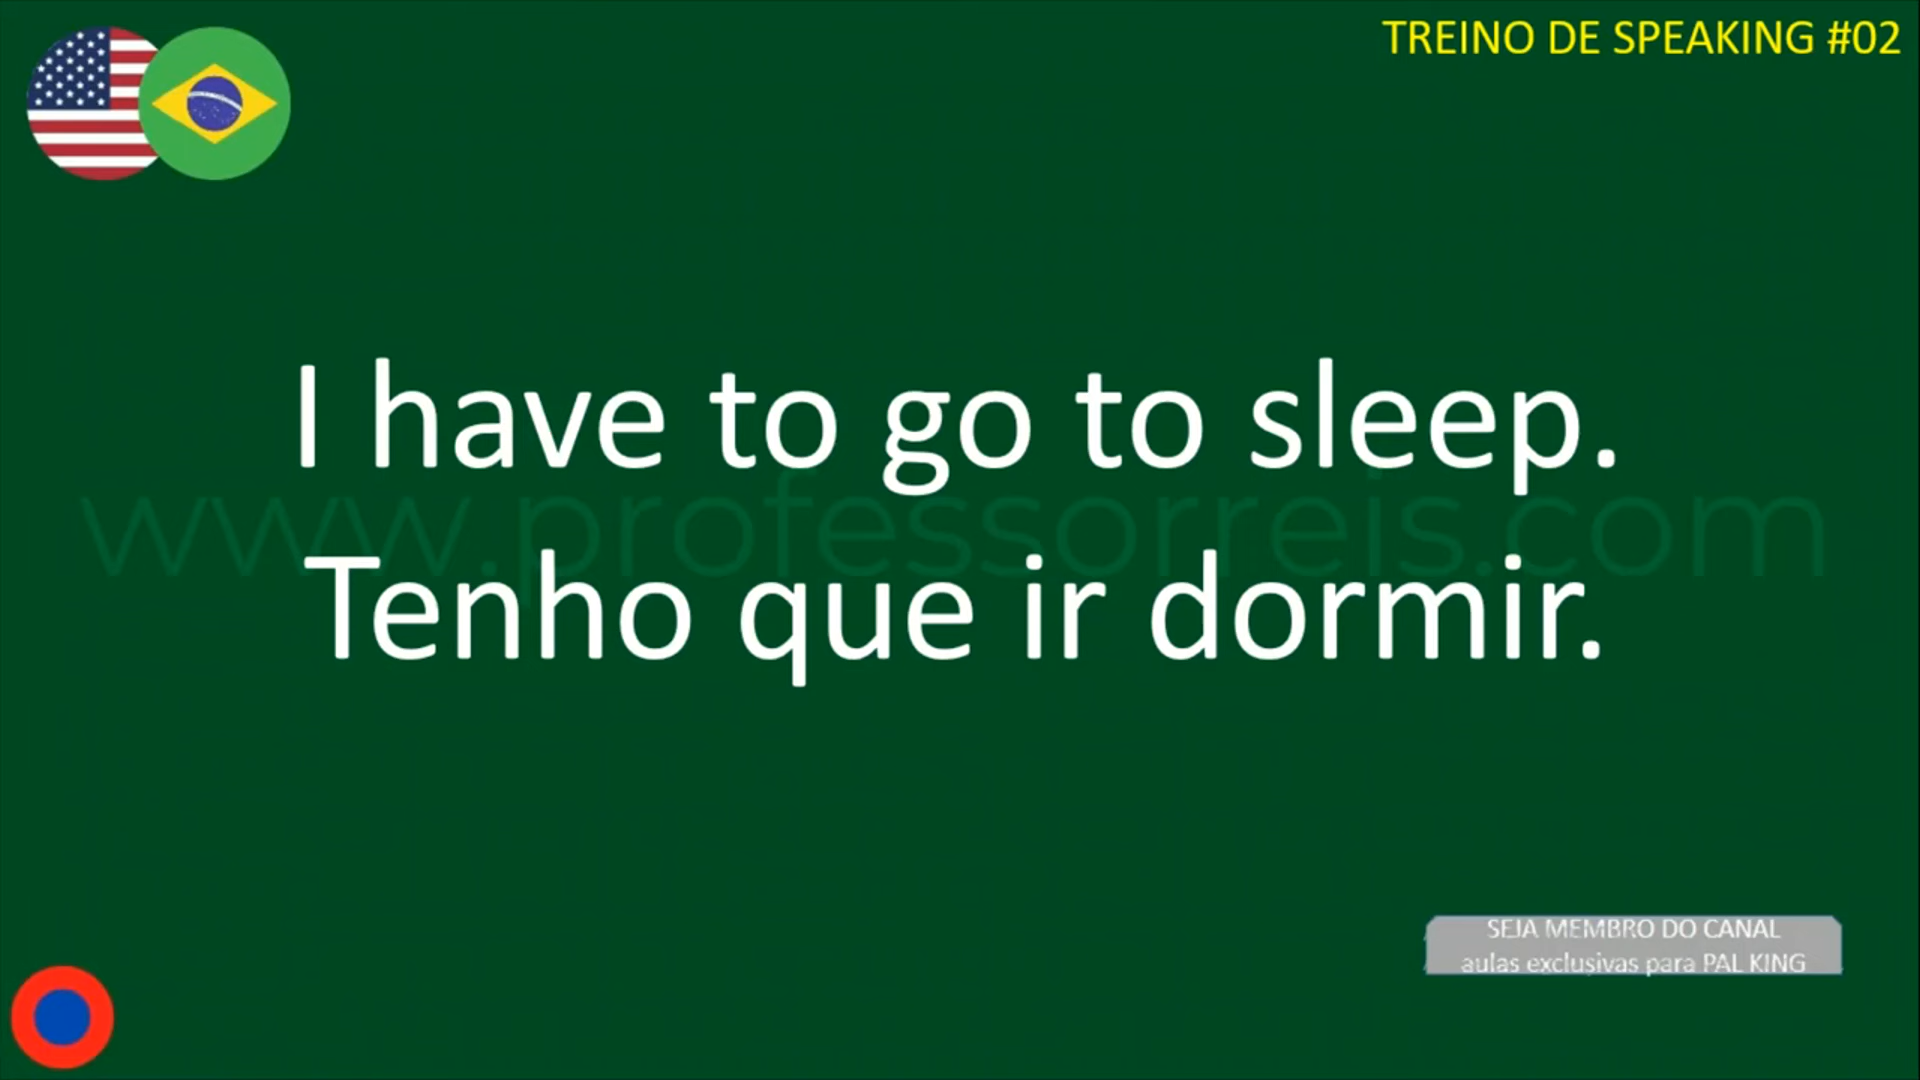 TREINO DE SPEAKING #02
I have to go to sleep.
www.professorreis.com
Tenho que ir dormir.
SEJA MEMBRO DO CANAL
aulas exclusivas para PAL KING